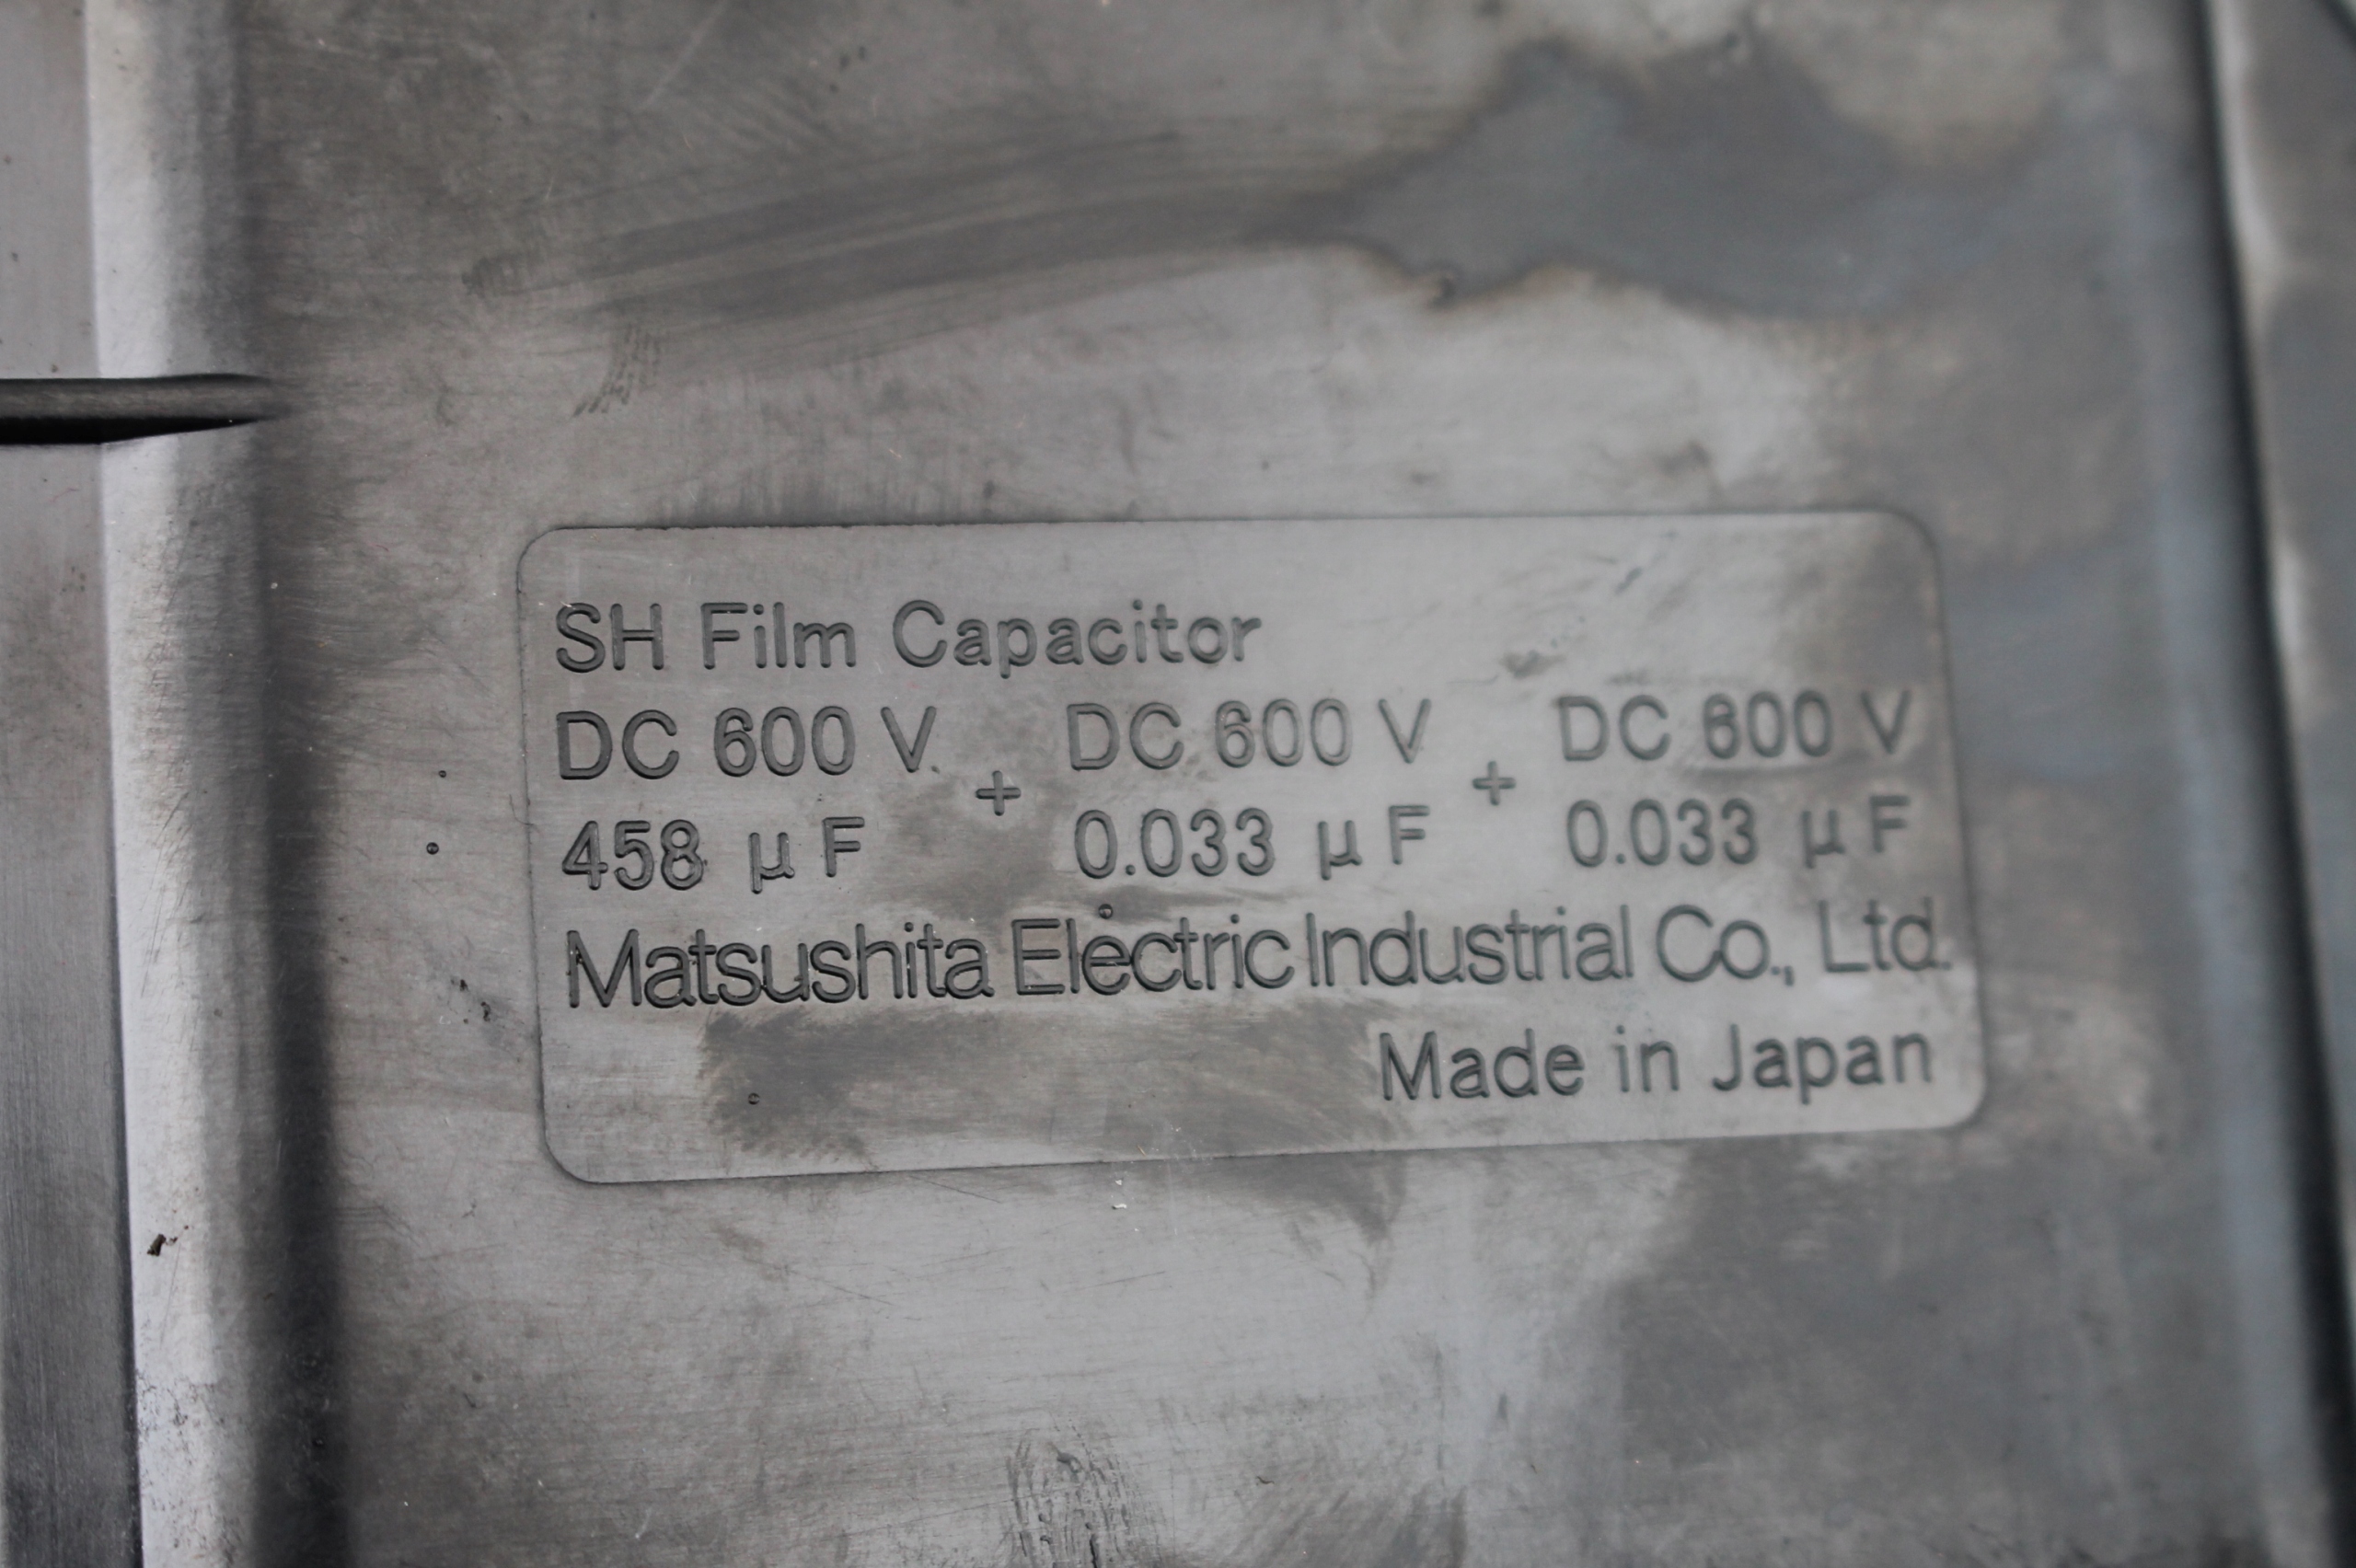 SH Film Capacitor
DC 600 V + DC 600 V + DC 600 V
458 μF 0.033 μF 0.033 μF
Matsushita Electric Industrial Co., Ltd.
Made in Japan